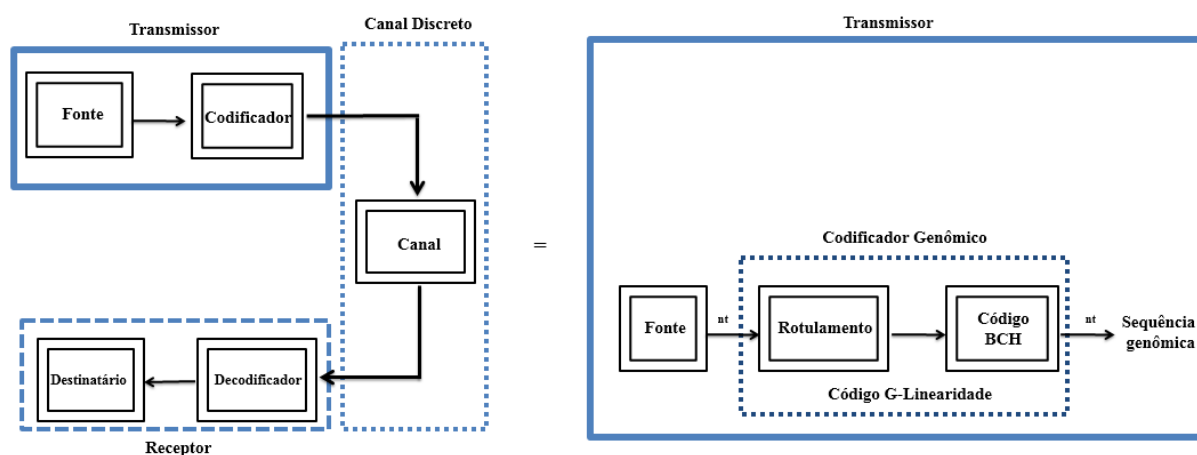 Transmissor
Fonte
Codificador
Canal Discreto
Canal
Destinatário
Decodificador
Receptor
=
Transmissor
Codificador Genômico
Fonte
nt
Rotulamento
Código
BCH
nt
Sequência
genômica
Código G-Linearidade